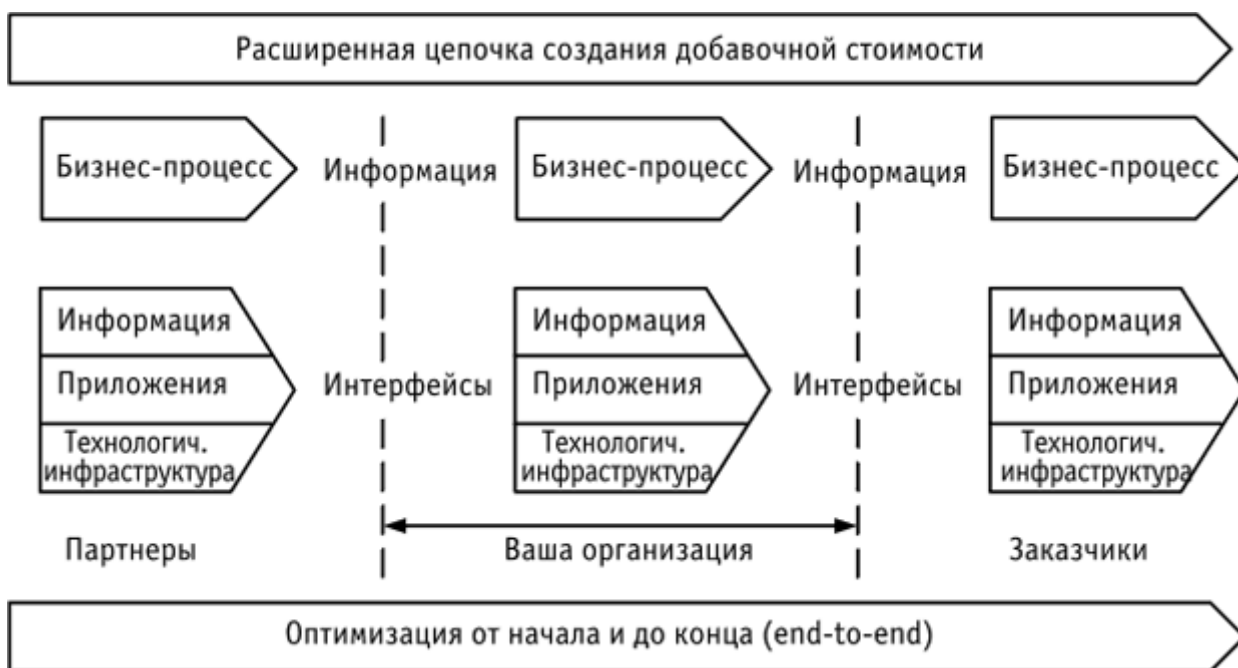 Расширенная цепочка создания добавочной стоимости
Бизнес-процесс
Информация
Бизнес-процесс
Информация
Бизнес-процесс
Информация
Приложения
Технологич.
инфраструктура
Интерфейсы
Информация
Приложения
Технологич.
инфраструктура
Интерфейсы
Информация
Приложения
Технологич.
инфраструктура
Партнеры
Ваша организация
Заказчики
Оптимизация от начала и до конца (end-to-end)